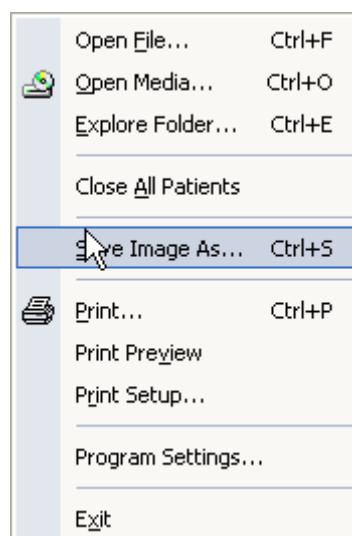 Open File... Ctrl+F
Open Media... Ctrl+O
Explore Folder... Ctrl+E
Close All Patients
Save Image As... Ctrl+S
Print... Ctrl+P
Print Preview
Print Setup...
Program Settings...
Exit